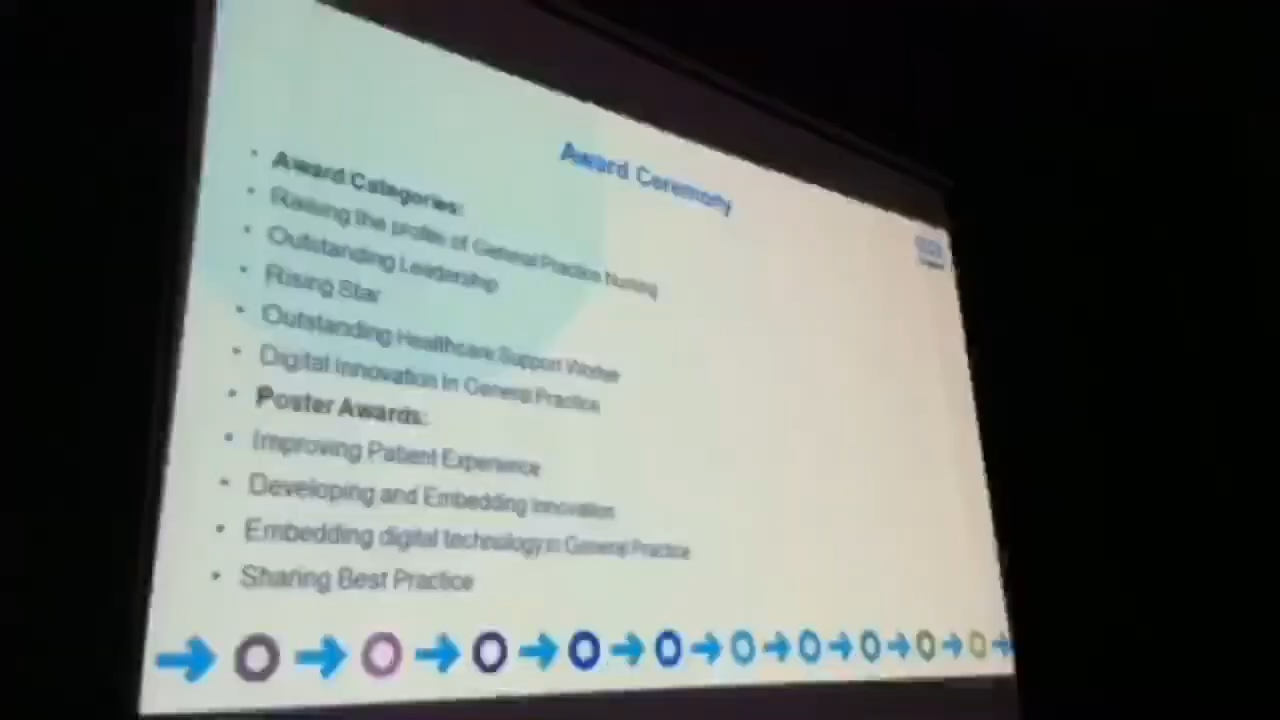 Award Ceremony
• Award Categories:
• Raising the profile of General Practice Nursing
• Outstanding Leadership
• Rising Star
• Outstanding Healthcare Support Worker
• Digital Innovation in General Practice
• Poster Awards:
• Improving Patient Experience
• Developing and Embedding Innovation
• Embedding digital technology in General Practice
• Sharing Best Practice